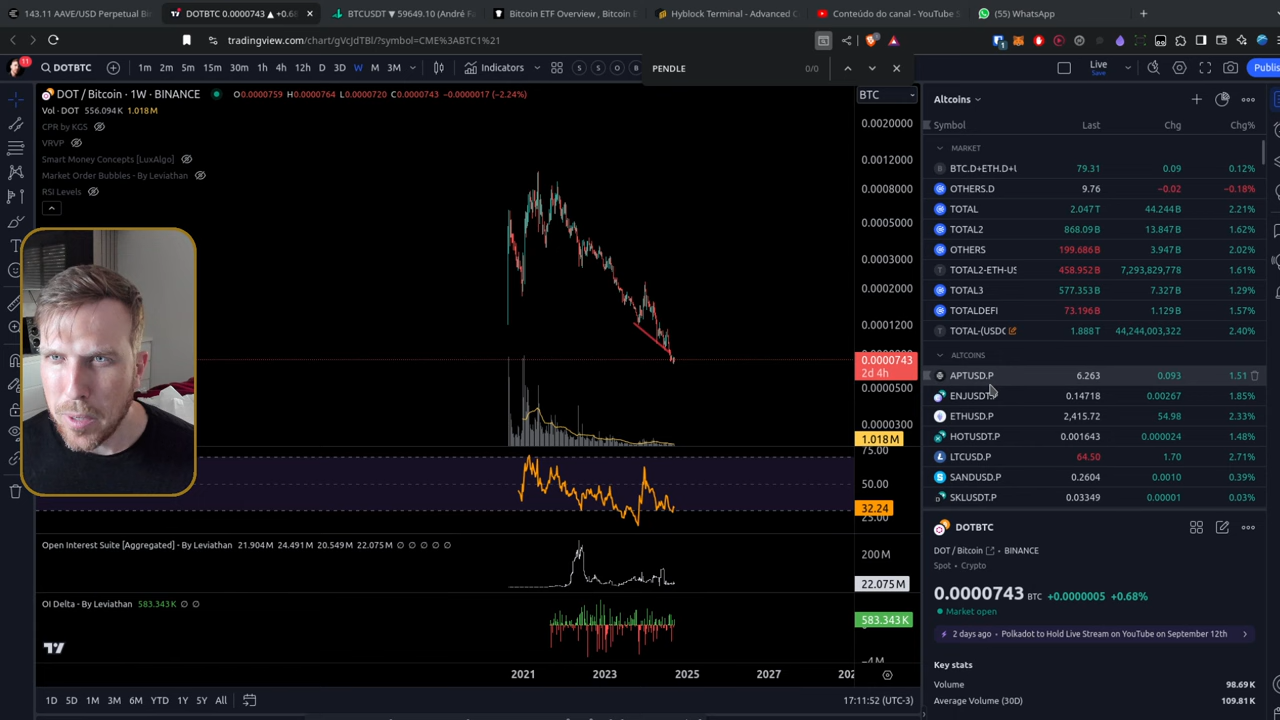 143.11 AAVE/USD Perpetual
DOTBTC 0.0000743 ▲ +0.6
BTCUSDT ▼ 59649.10 (André Fa
Bitcoin ETF Overview , Bitcoin E
Hyblock Terminal - Advanced C
Conteúdo do canal - YouTube S
(55) WhatsApp
tradingview.com/chart/gVcJdTBl/?symbol=CME%3ABTC1%21
PENDLE 0/0
11
DOTBTC
1m 2m 5m 15m 30m 1h 4h 12h D 3D W M 3M
Indicators
S S O B
Live
Save
Publis
DOT / Bitcoin · 1W · BINANCE O0.0000759 H0.0000764 L0.0000720 C0.0000743 −0.0000017 (−2.24%)
Vol · DOT 556.094K 1.018M
CPR by KGS
VRVP
Smart Money Concepts [LuxAlgo]
Market Order Bubbles - By Leviathan
RSI Levels
BTC
0.0020000
0.0012000
0.0008000
0.0005000
0.0003000
0.0002000
0.0001200
0.0000743
2d 4h
0.0000500
0.0000300
1.018M
75.00
50.00
32.24
25.00
Open Interest Suite [Aggregated] - By Leviathan 21.904M 24.491M 20.549M 22.075M ∅ ∅ ∅ ∅ ∅
200M
22.075M
OI Delta - By Leviathan 583.343K ∅ ∅
583.343K
−4M
2021 2023 2025 2027 202
1D 5D 1M 3M 6M YTD 1Y 5Y All
17:11:52 (UTC-3)
Altcoins
Symbol Last Chg Chg%
MARKET
BTC.D+ETH.D+U 79.31 0.09 0.12%
OTHERS.D 9.76 −0.02 −0.18%
TOTAL 2.047T 44.244B 2.21%
TOTAL2 868.09B 13.847B 1.62%
OTHERS 199.686B 3.947B 2.02%
TOTAL2-ETH-US 458.952B 7,293,829,778 1.61%
TOTAL3 577.353B 7.327B 1.29%
TOTALDEFI 73.196B 1.129B 1.57%
TOTAL-(USDC 1.888T 44,244,003,322 2.40%
ALTCOINS
APTUSD.P 6.263 0.093 1.51
ENJUSDT.P 0.14718 0.00267 1.85%
ETHUSD.P 2,415.72 54.98 2.33%
HOTUSDT.P 0.001643 0.000024 1.48%
LTCUSD.P 64.50 1.70 2.71%
SANDUSD.P 0.2604 0.0010 0.39%
SKLUSDT.P 0.03349 0.00001 0.03%
DOTBTC
DOT / Bitcoin · BINANCE
Spot · Crypto
0.0000743 BTC +0.0000005 +0.68%
Market open
2 days ago · Polkadot to Hold Live Stream on YouTube on September 12th
Key stats
Volume 98.69K
Average Volume (30D) 109.81K